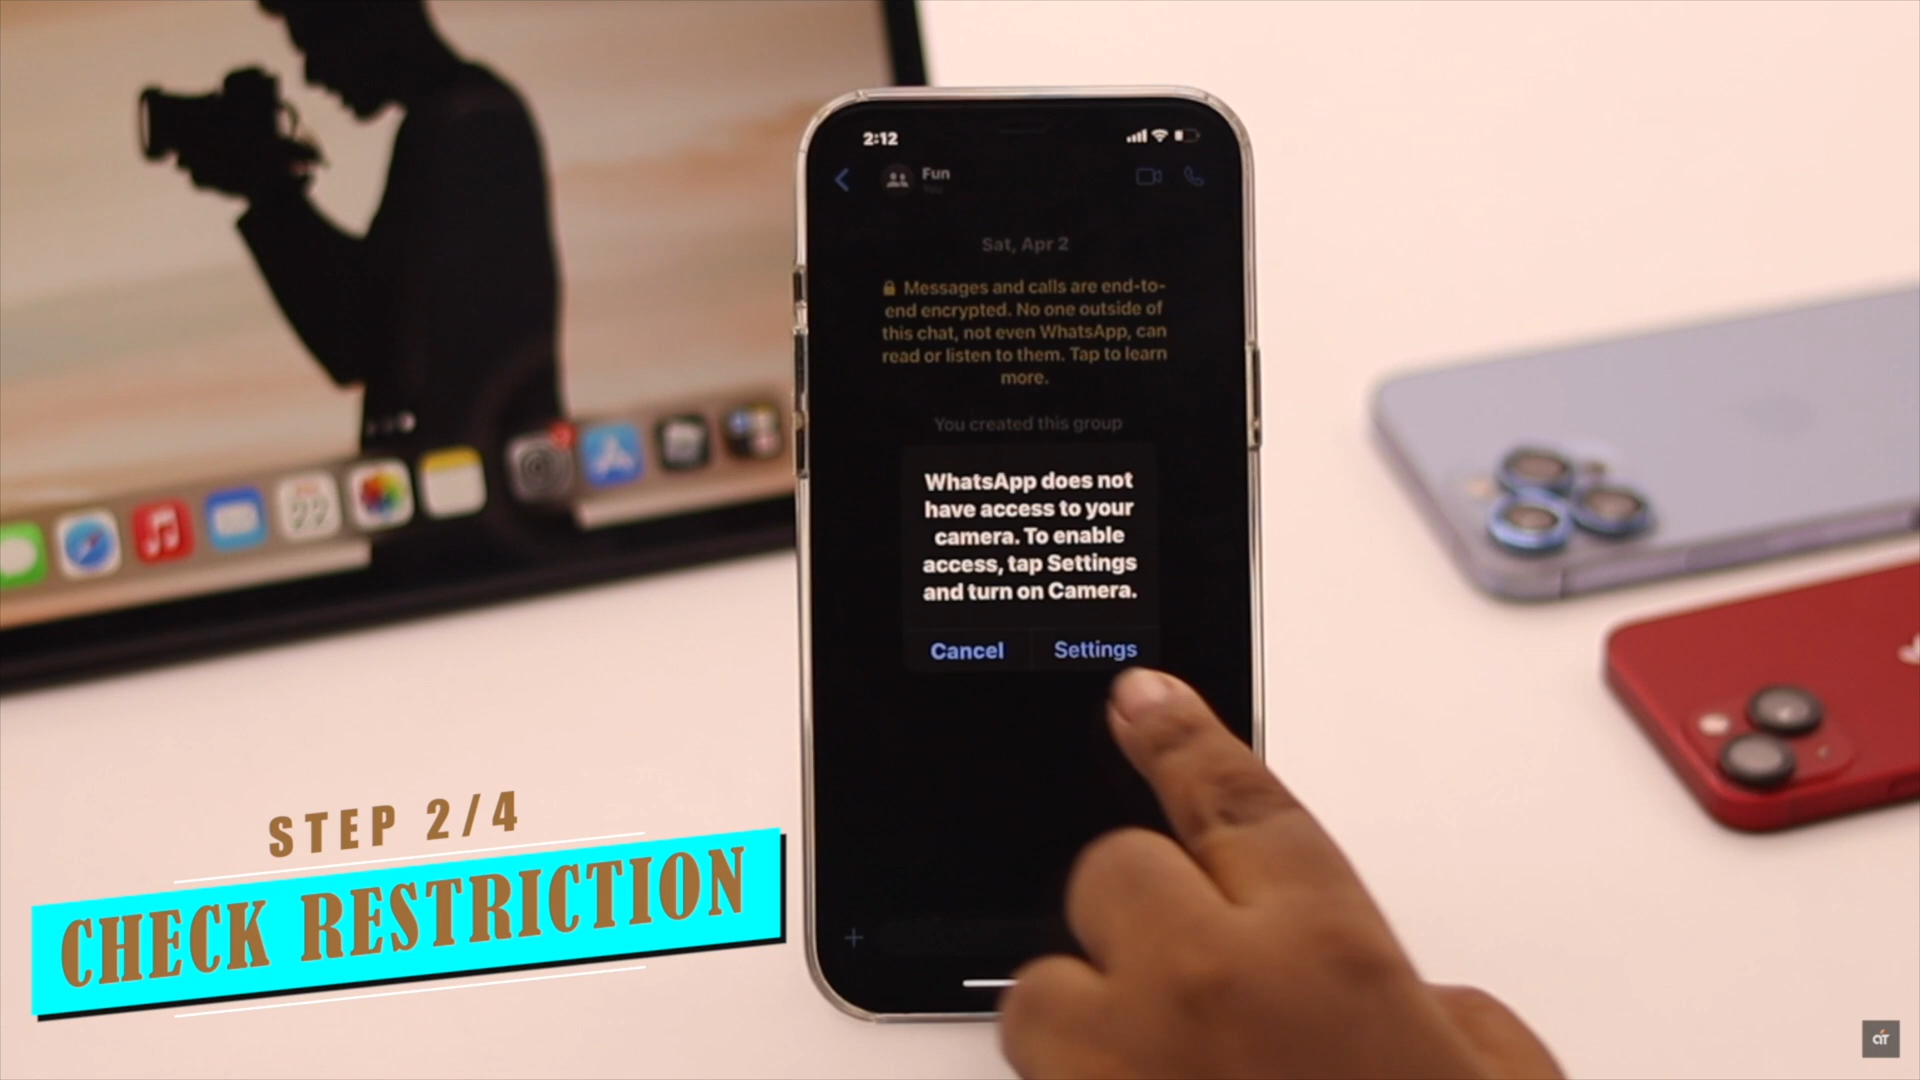 2:12
Fun
You
Sat, Apr 2
Messages and calls are end-to-
end encrypted. No one outside of
this chat, not even WhatsApp, can
read or listen to them. Tap to learn
more.
You created this group
WhatsApp does not
have access to your
camera. To enable
access, tap Settings
and turn on Camera.
Cancel
Settings
STEP 2/4
CHECK RESTRICTION
22